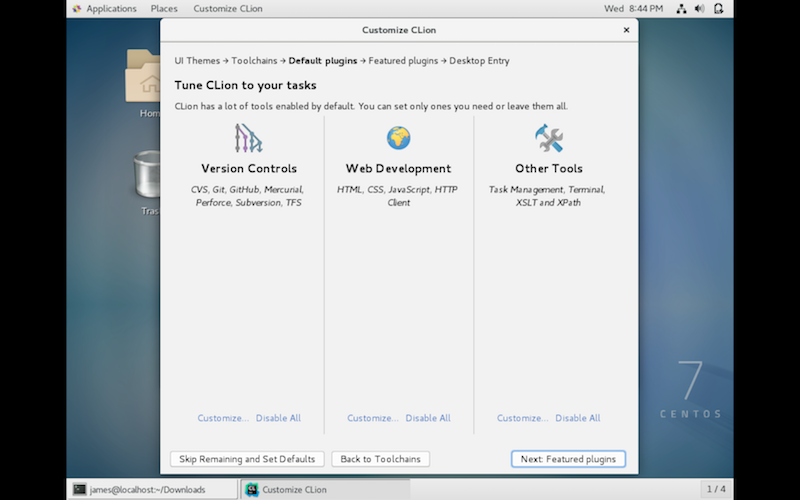 Applications Places Customize CLion Wed 8:44 PM
Customize CLion
UI Themes → Toolchains → Default plugins → Featured plugins → Desktop Entry
Tune CLion to your tasks
CLion has a lot of tools enabled by default. You can set only ones you need or leave them all.
Version Controls
CVS, Git, GitHub, Mercurial,
Perforce, Subversion, TFS
Customize... Disable All
Web Development
HTML, CSS, JavaScript, HTTP
Client
Customize... Disable All
Other Tools
Task Management, Terminal,
XSLT and XPath
Customize... Disable All
Skip Remaining and Set Defaults Back to Toolchains Next: Featured plugins
Hom
Tras
7
CENTOS
james@localhost:~/Downloads Customize CLion 1 / 4